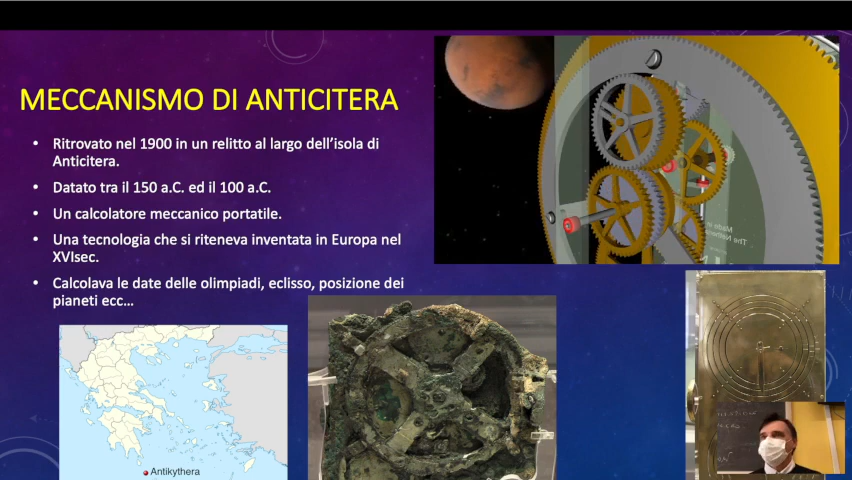 MECCANISMO DI ANTICITERA
• Ritrovato nel 1900 in un relitto al largo dell'isola di
Anticitera.
• Datato tra il 150 a.C. ed il 100 a.C.
• Un calcolatore meccanico portatile.
• Una tecnologia che si riteneva inventata in Europa nel
XVIsec.
• Calcolava le date delle olimpiadi, eclisso, posizione dei
pianeti ecc…
Antikythera